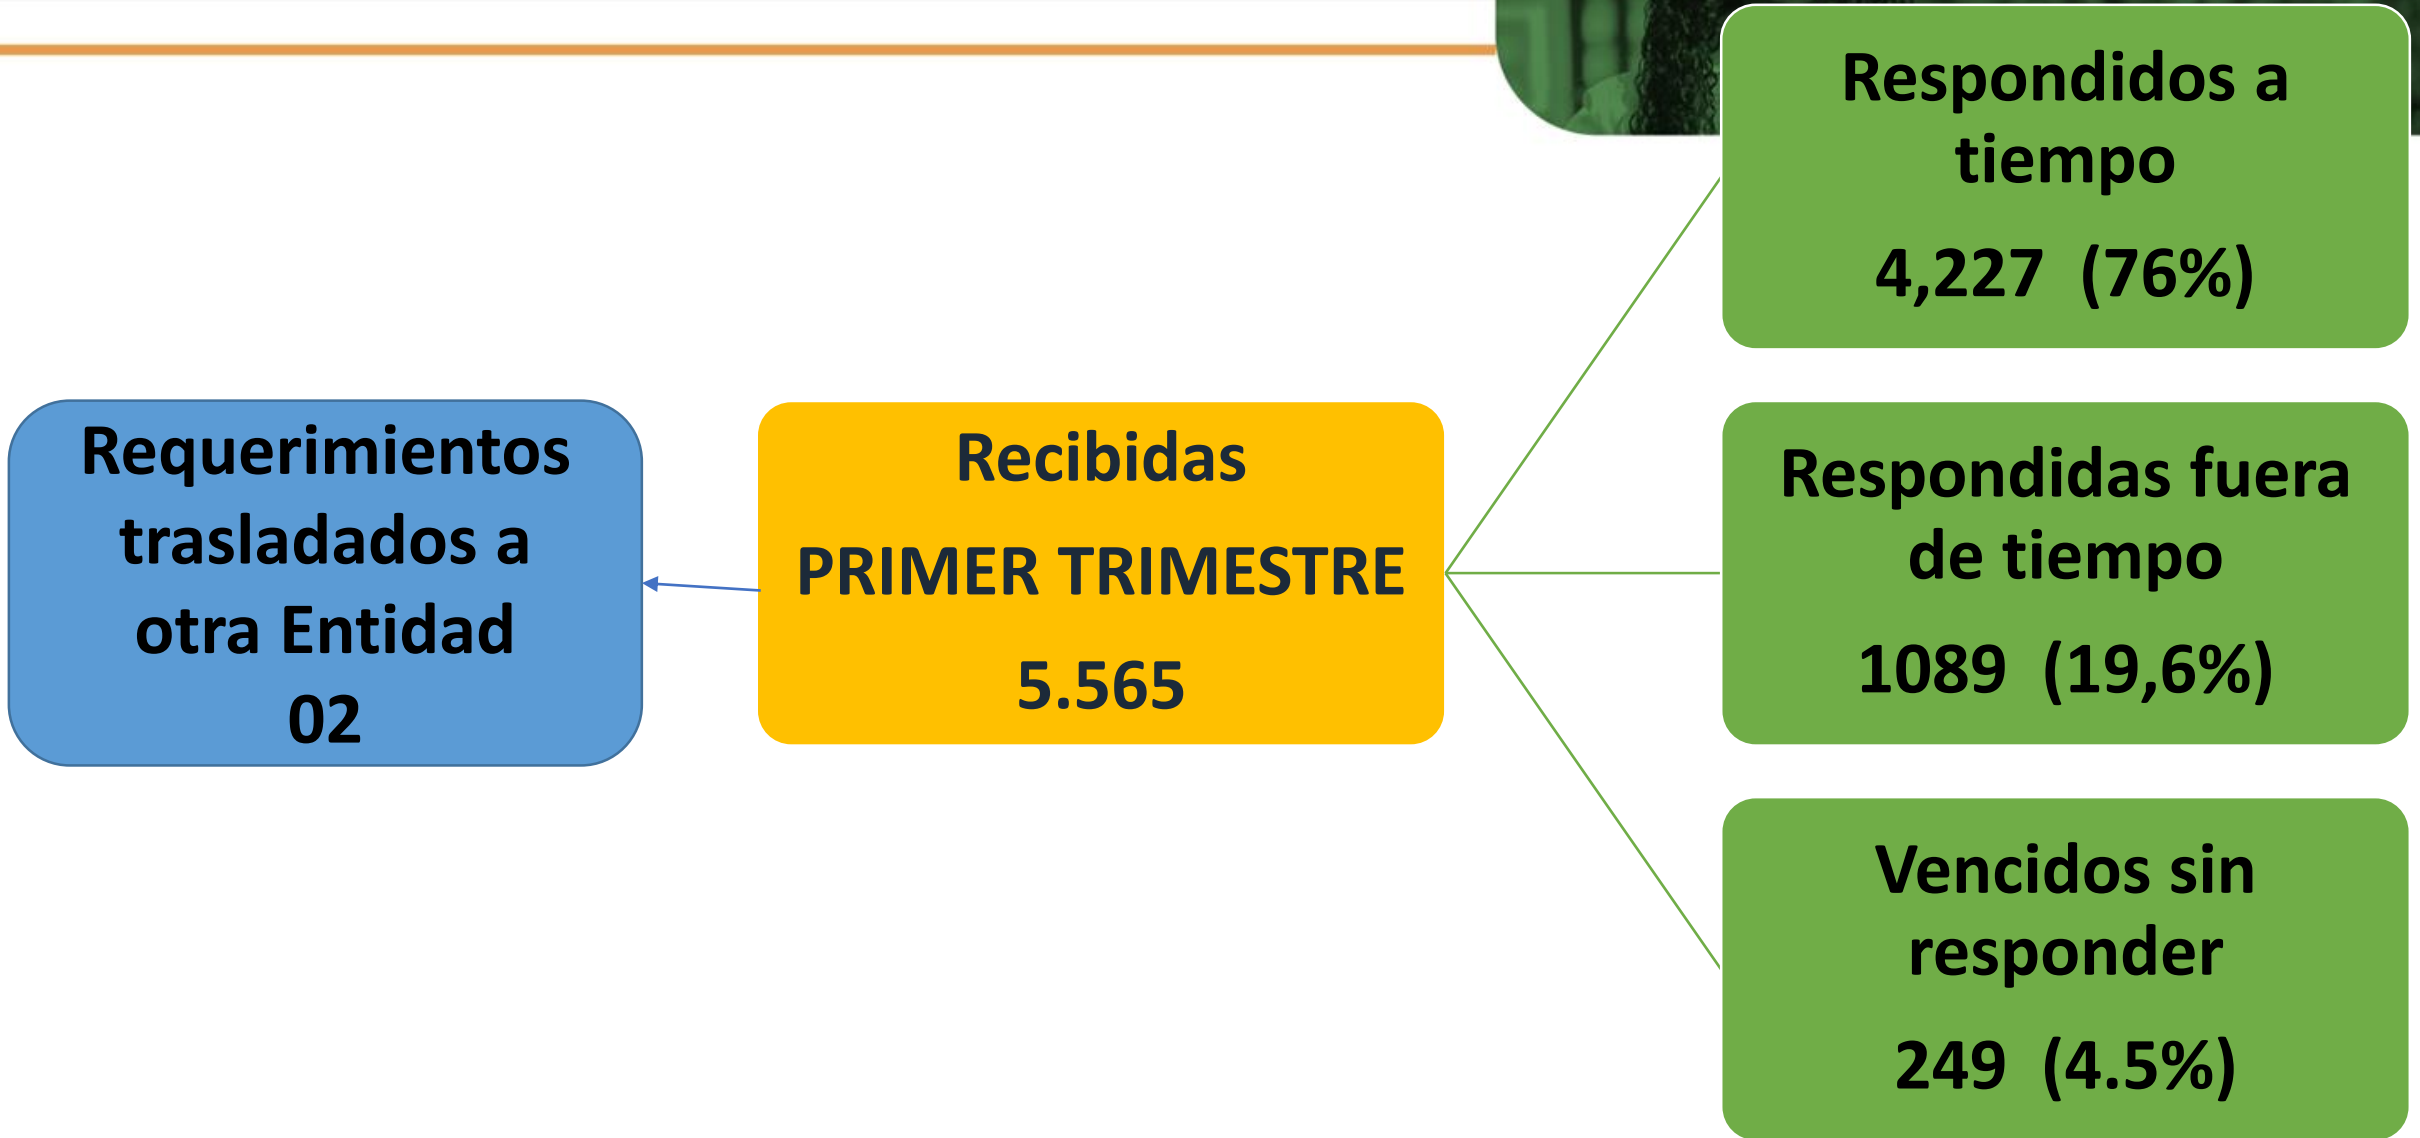 Requerimientos
trasladados a
otra Entidad
02
Recibidas
PRIMER TRIMESTRE
5.565
Respondidos a
tiempo
4,227 (76%)
Respondidas fuera
de tiempo
1089 (19,6%)
Vencidos sin
responder
249 (4.5%)